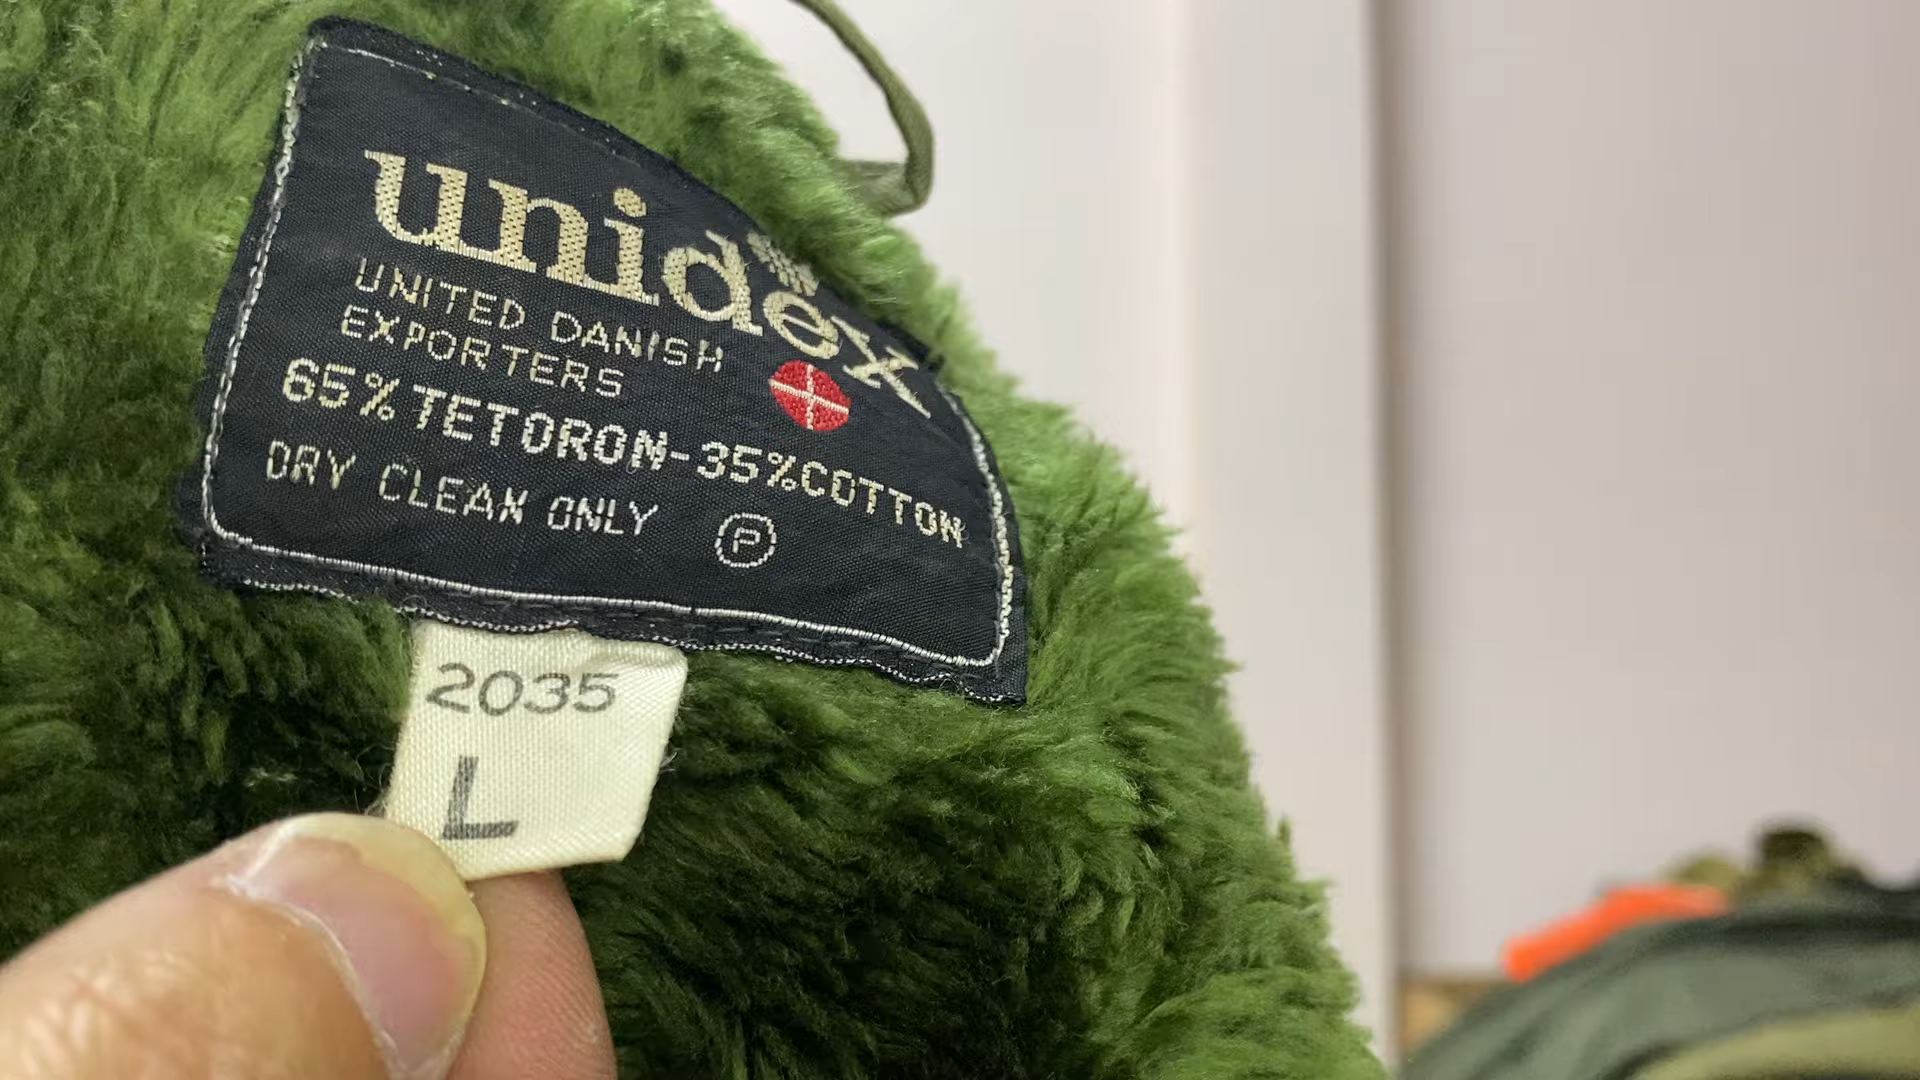 unidex
UNITED DANISH
EXPORTERS
65% TETORON-35%COTTON
DRY CLEAN ONLY Ⓟ
2035
L